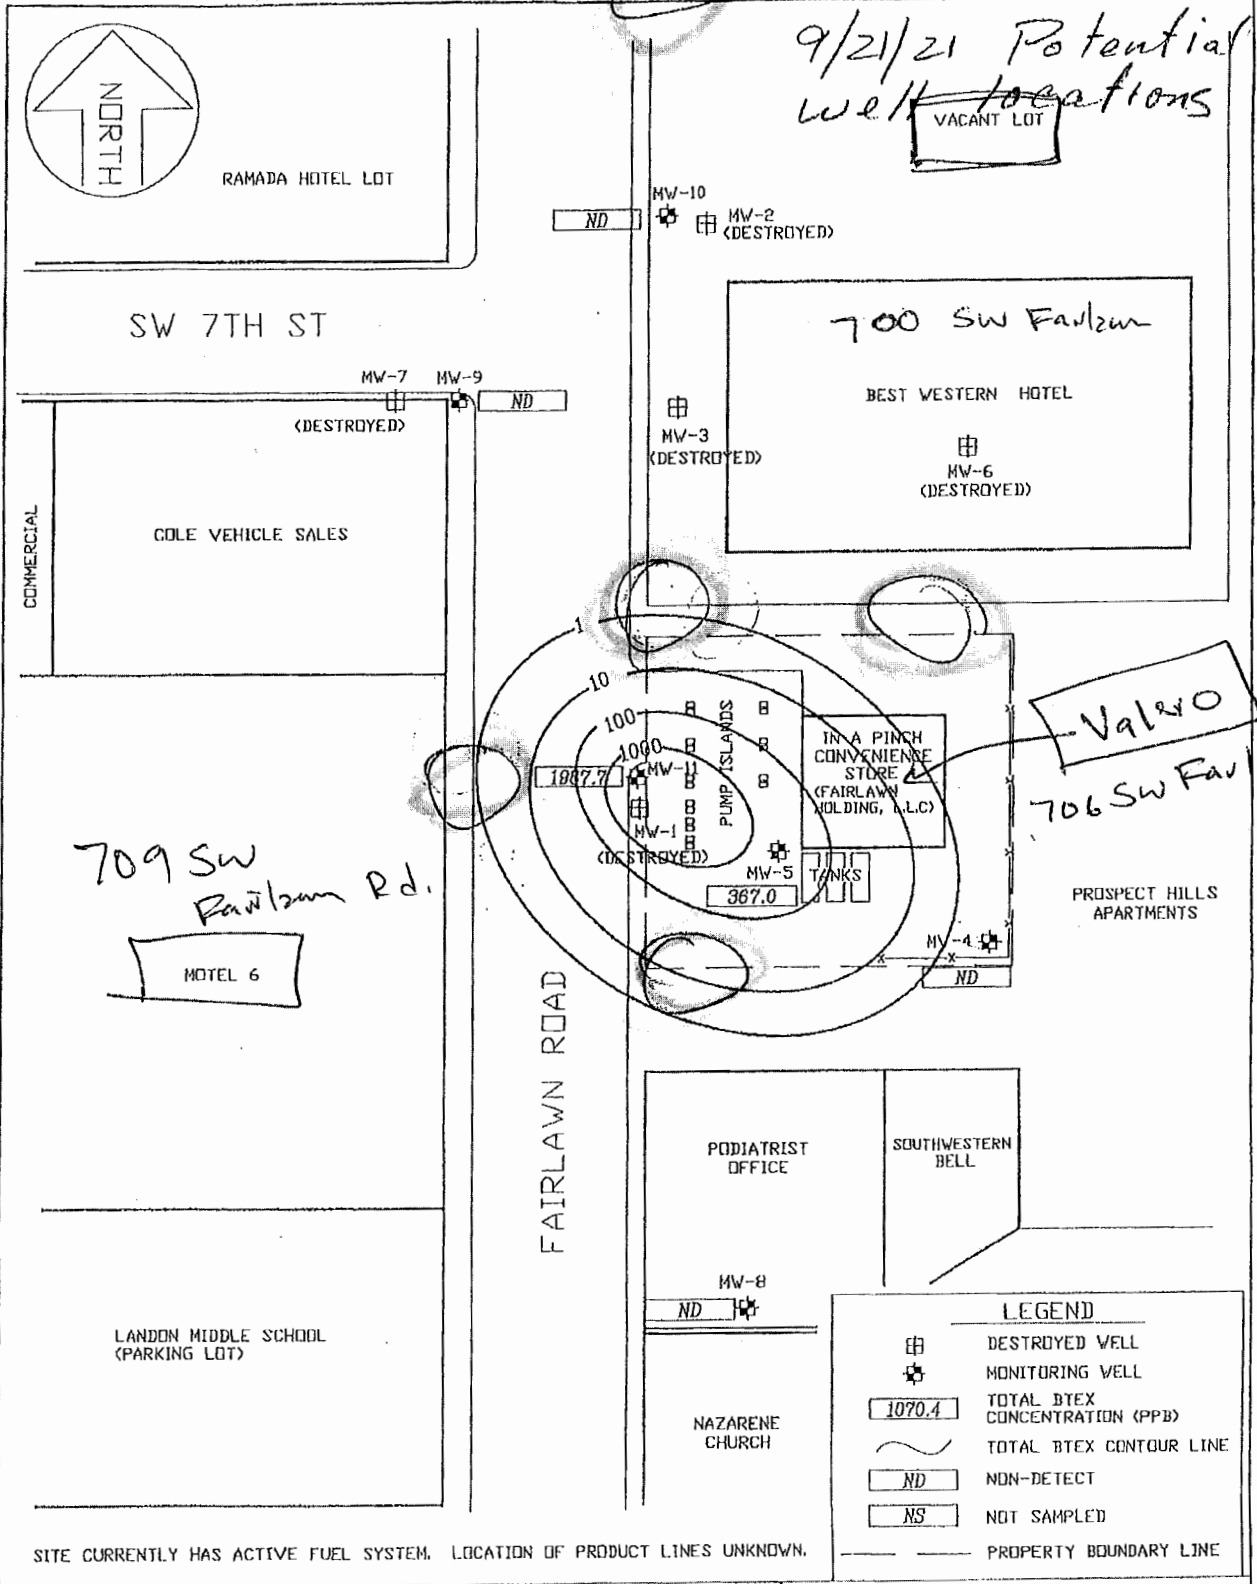 9/21/21 Potential
well locations
VACANT LOT
NORTH
RAMADA HOTEL LOT
MW-10
ND
MW-2
(DESTROYED)
SW 7TH ST
700 SW
BEST WESTERN HOTEL
MW-7
MW-9
ND
(DESTROYED)
MW-3
(DESTROYED)
MW-6
(DESTROYED)
COMMERCIAL
COLE VEHICLE SALES
1
10
100
1000
1987.7
MW-11
MW-1
(DESTROYED)
PUMP ISLANDS
IN A PINCH
CONVENIENCE
STORE
(FAIRLAWN
HOLDING, L.L.C)
Valero
706 SW
MW-5
367.0
TANKS
709 SW
Rd.
MOTEL 6
PROSPECT HILLS
APARTMENTS
MW-4
ND
FAIRLAWN ROAD
PODIATRIST
OFFICE
SOUTHWESTERN
BELL
MW-8
ND
LANDON MIDDLE SCHOOL
(PARKING LOT)
NAZARENE
CHURCH
LEGEND
DESTROYED WELL
MONITORING WELL
1070.4
TOTAL BTEX
CONCENTRATION (PPB)
TOTAL BTEX CONTOUR LINE
ND
NON-DETECT
NS
NOT SAMPLED
PROPERTY BOUNDARY LINE
SITE CURRENTLY HAS ACTIVE FUEL SYSTEM. LOCATION OF PRODUCT LINES UNKNOWN.